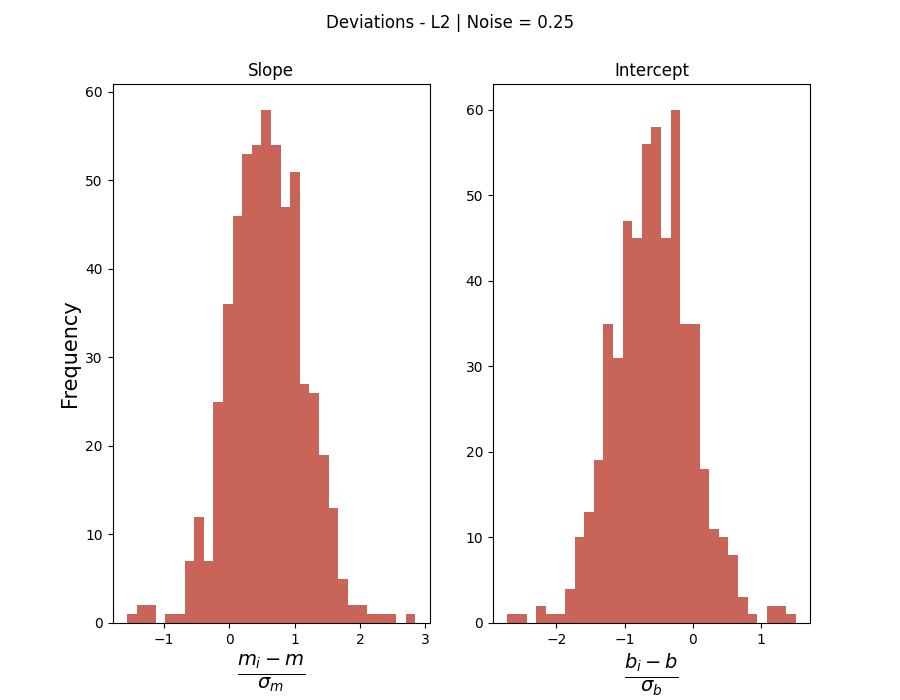 Deviations - L2 | Noise = 0.25
Slope
Intercept
Frequency
60
50
40
30
20
10
0
−1
0
1
2
3
60
50
40
30
20
10
0
−2
−1
0
1
m_i − m
σ_m
b_i − b
σ_b